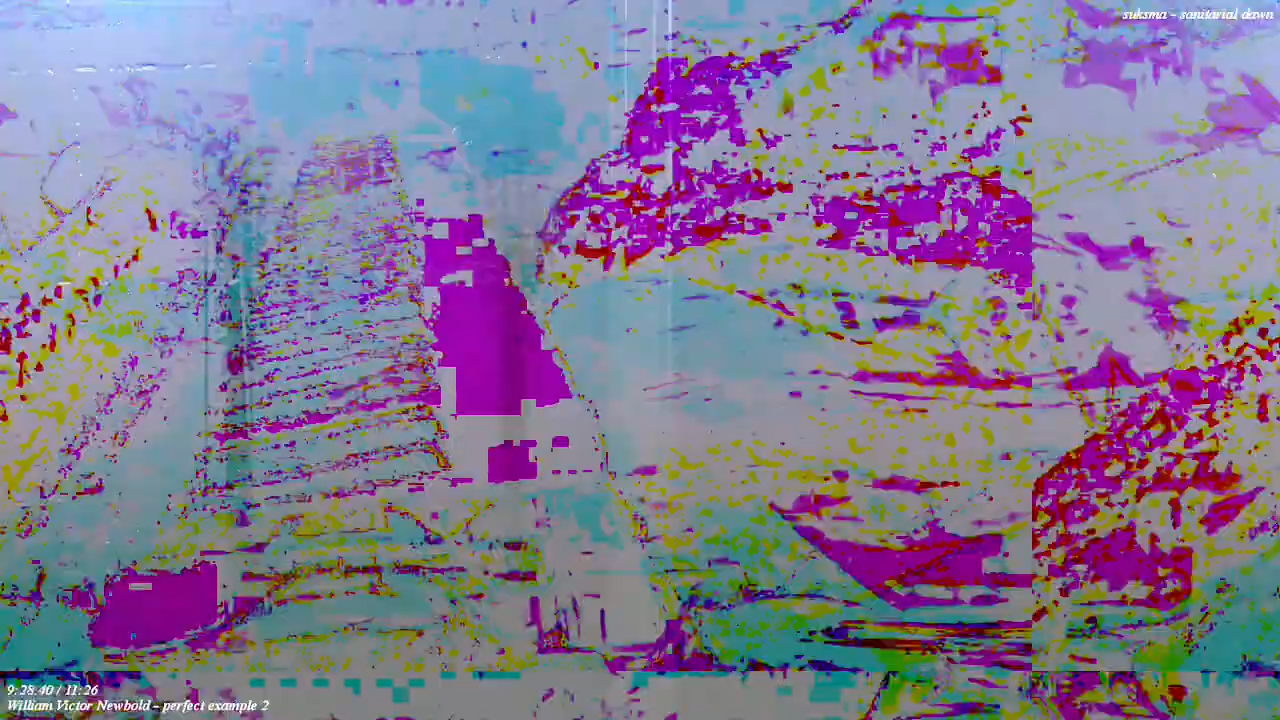 suksma - sanitarial dawn
9:28.40 / 11:26
William Victor Newbold - perfect example 2